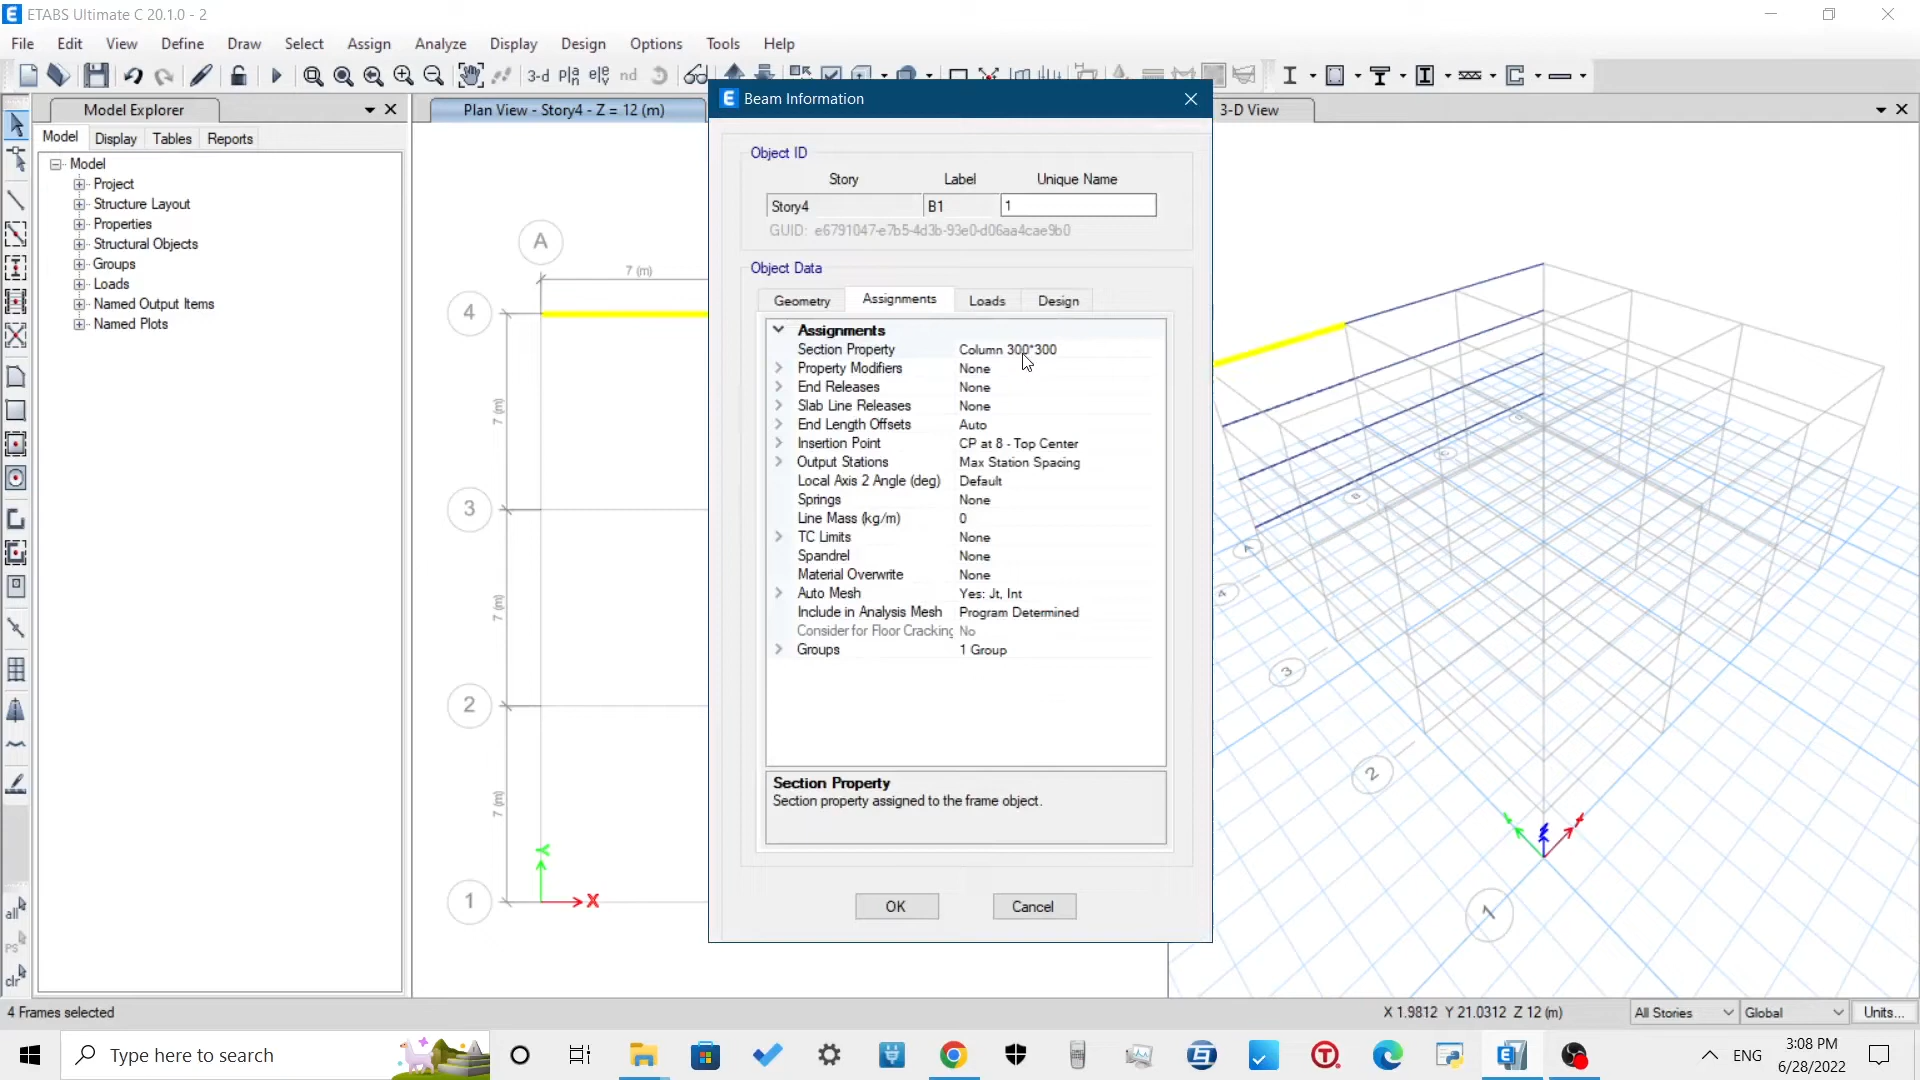 ETABS Ultimate C 20.1.0 - 2
File Edit View Define Draw Select Assign Analyze Display Design Options Tools Help
3-d
nd
Model Explorer
Model Display Tables Reports
Model
Project
Structure Layout
Properties
Structural Objects
Groups
Loads
Named Output Items
Named Plots
Plan View - Story4 - Z = 12 (m)
A
7 (m)
4
7 (m)
3
7 (m)
2
7 (m)
1
Y
X
Beam Information
Object ID
Story Label Unique Name
Story4 B1 1
GUID: e6791047-e7b5-4d3b-93e0-d06aa4cae9b0
Object Data
Geometry Assignments Loads Design
Assignments
Section Property Column 300*300
Property Modifiers None
End Releases None
Slab Line Releases None
End Length Offsets Auto
Insertion Point CP at 8 - Top Center
Output Stations Max Station Spacing
Local Axis 2 Angle (deg) Default
Springs None
Line Mass (kg/m) 0
TC Limits None
Spandrel None
Material Overwrite None
Auto Mesh Yes: Jt, Int
Include in Analysis Mesh Program Determined
Consider for Floor Cracking No
Groups 1 Group
Section Property
Section property assigned to the frame object.
OK Cancel
3-D View
4
3
2
all
ps
clr
4 Frames selected
X 1.9812 Y 21.0312 Z 12 (m)
All Stories
Global
Units...
Type here to search
ENG
3:08 PM
6/28/2022